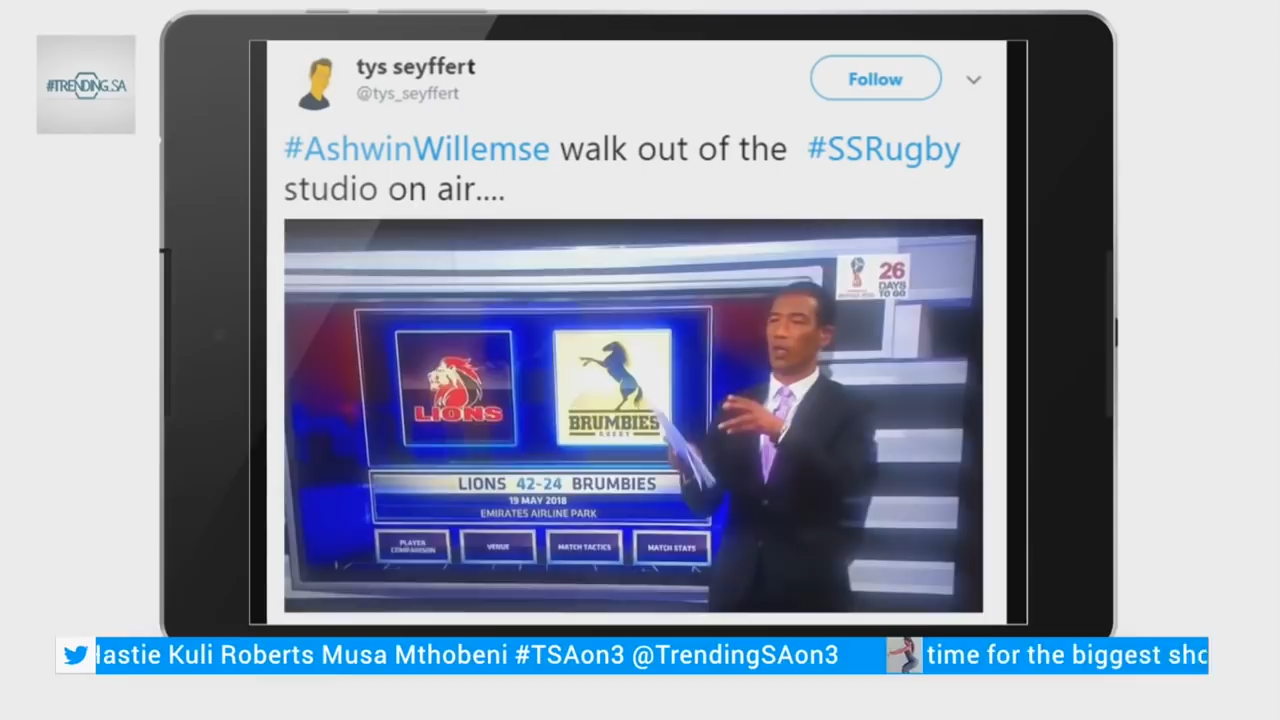 #TRENDING.SA
tys seyffert
@tys_seyffert
Follow
#AshwinWillemse walk out of the #SSRugby
studio on air....
26
DAYS
TO GO
LIONS
BRUMBIES
RUGBY
LIONS 42-24 BRUMBIES
19 MAY 2018
EMIRATES AIRLINE PARK
PLAYER
COMPARISON
VENUE
MATCH TACTICS
MATCH STATS
Kuli Roberts Musa Mthobeni #TSAon3 @TrendingSAon3
time for the biggest